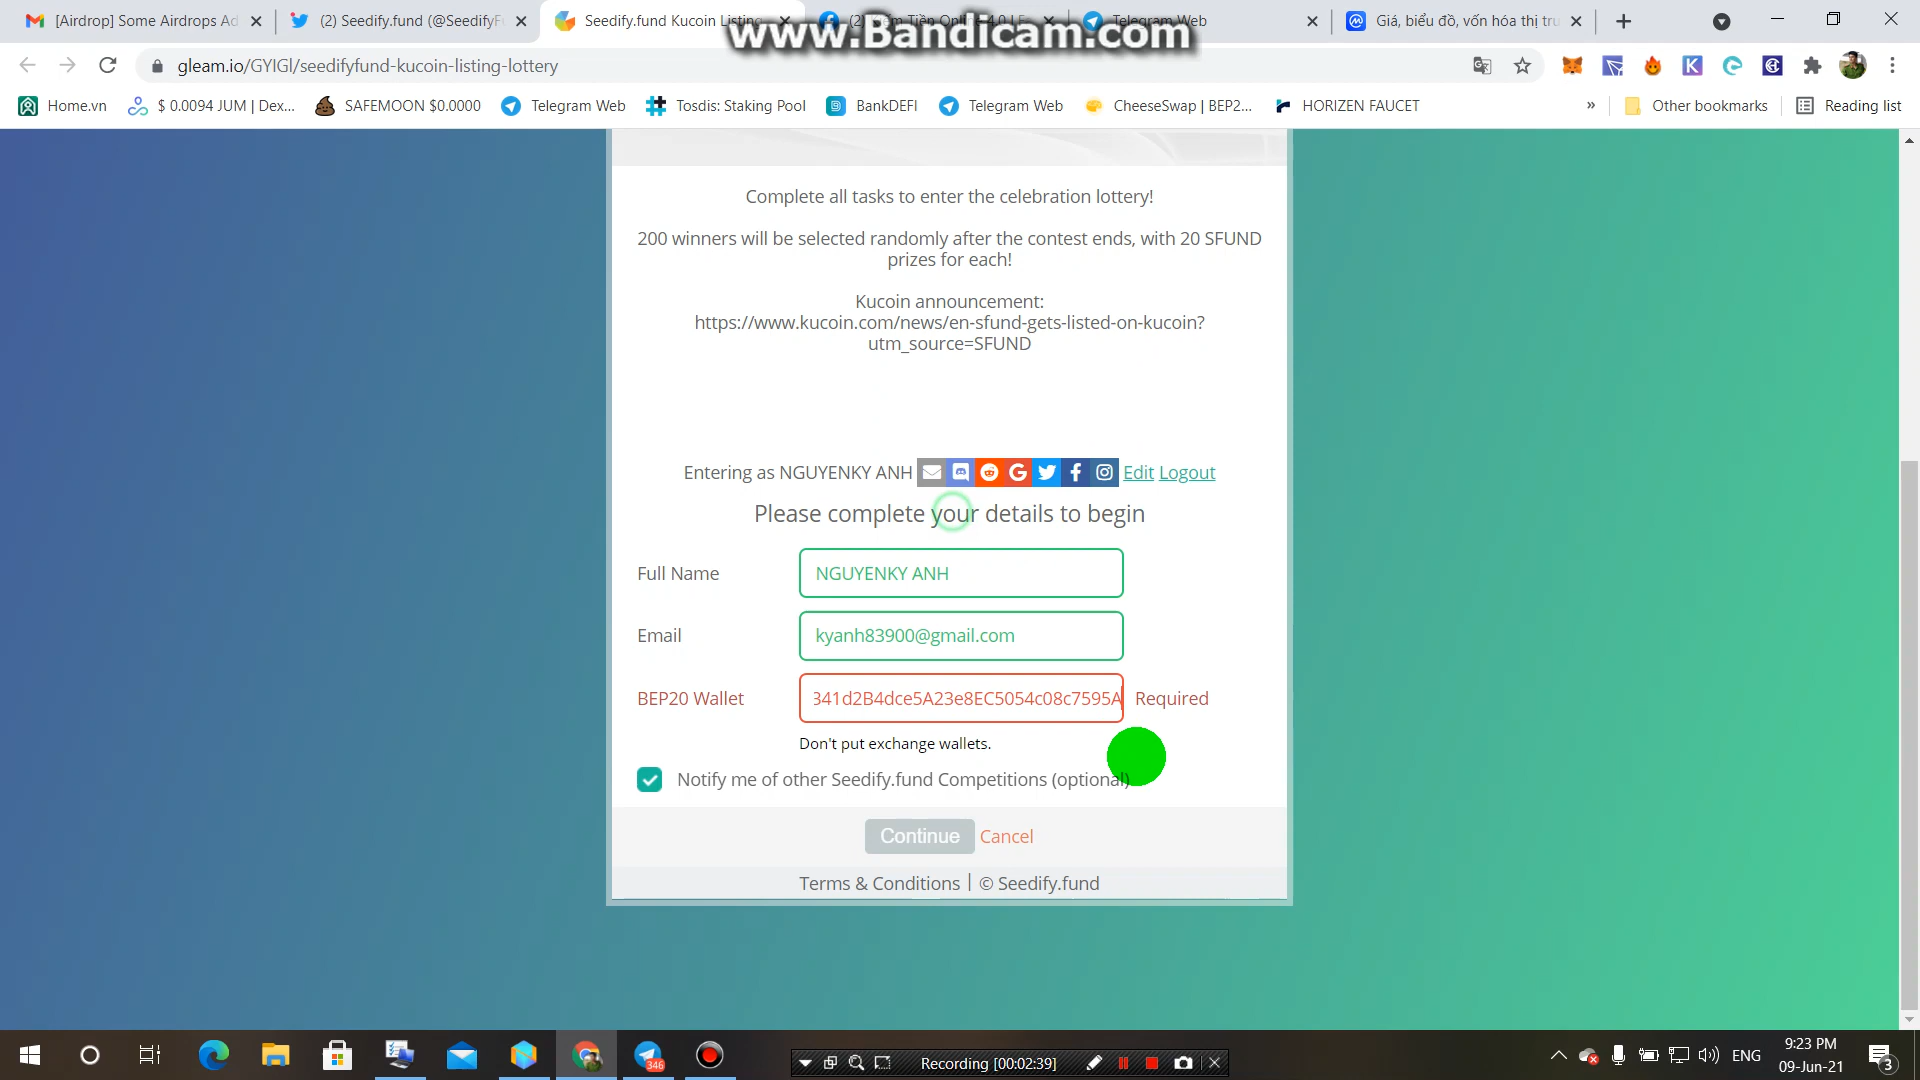 [Airdrop] Some Airdrops Ad
(2) Seedify.fund (@SeedifyF
Seedify.fund Kucoin Listing
Telegram Web
Giá, biểu đồ, vốn hóa thị trư
www.Bandicam.com
gleam.io/GYIGl/seedifyfund-kucoin-listing-lottery
Home.vn
$ 0.0094 JUM | Dex...
SAFEMOON $0.0000
Telegram Web
Tosdis: Staking Pool
BankDEFI
Telegram Web
CheeseSwap | BEP2...
HORIZEN FAUCET
»
Other bookmarks
Reading list
Complete all tasks to enter the celebration lottery!
200 winners will be selected randomly after the contest ends, with 20 SFUND
prizes for each!
Kucoin announcement:
https://www.kucoin.com/news/en-sfund-gets-listed-on-kucoin?
utm_source=SFUND
Entering as NGUYENKY ANH Edit Logout
Please complete your details to begin
Full Name NGUYENKY ANH
Email kyanh83900@gmail.com
BEP20 Wallet 341d2B4dce5A23e8EC5054c08c7595A Required
Don't put exchange wallets.
Notify me of other Seedify.fund Competitions (optional)
Continue Cancel
Terms & Conditions | © Seedify.fund
346
Recording [00:02:39]
ENG
9:23 PM
09-Jun-21
3